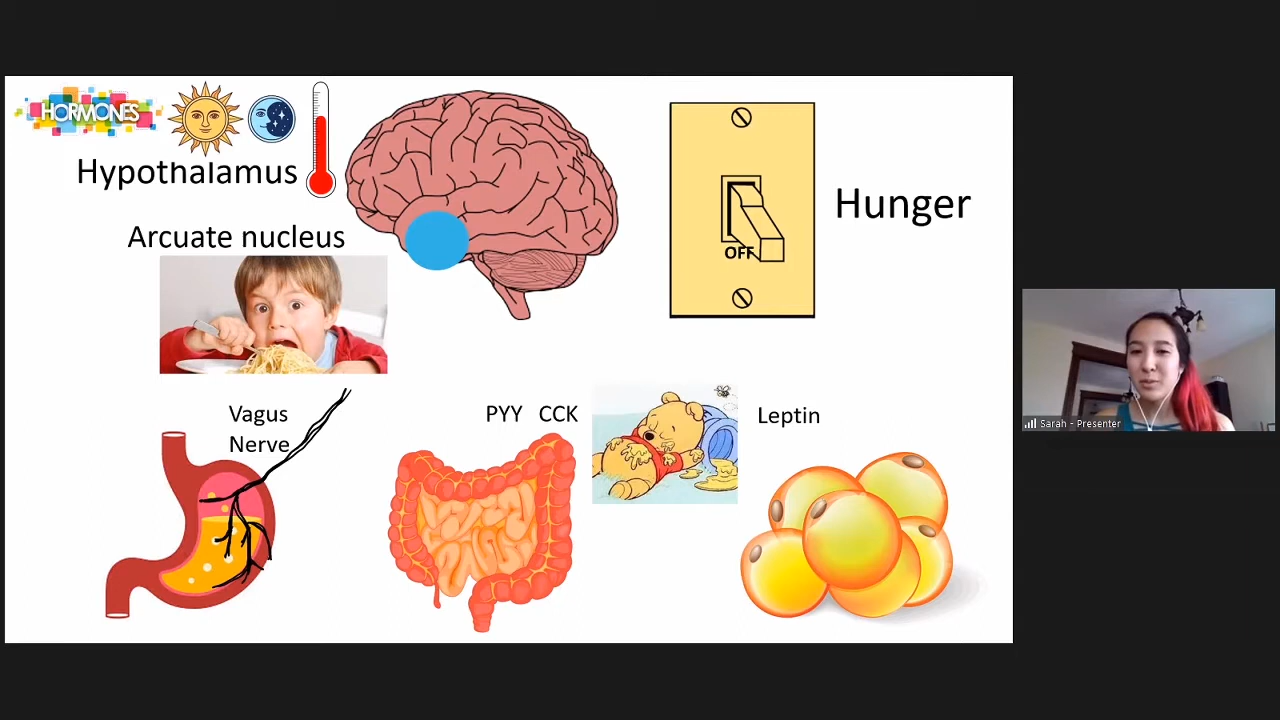 HORMONES
Hypothalamus
Arcuate nucleus
OFF
Hunger
Vagus
Nerve
PYY CCK
Leptin
Sarah - Presenter